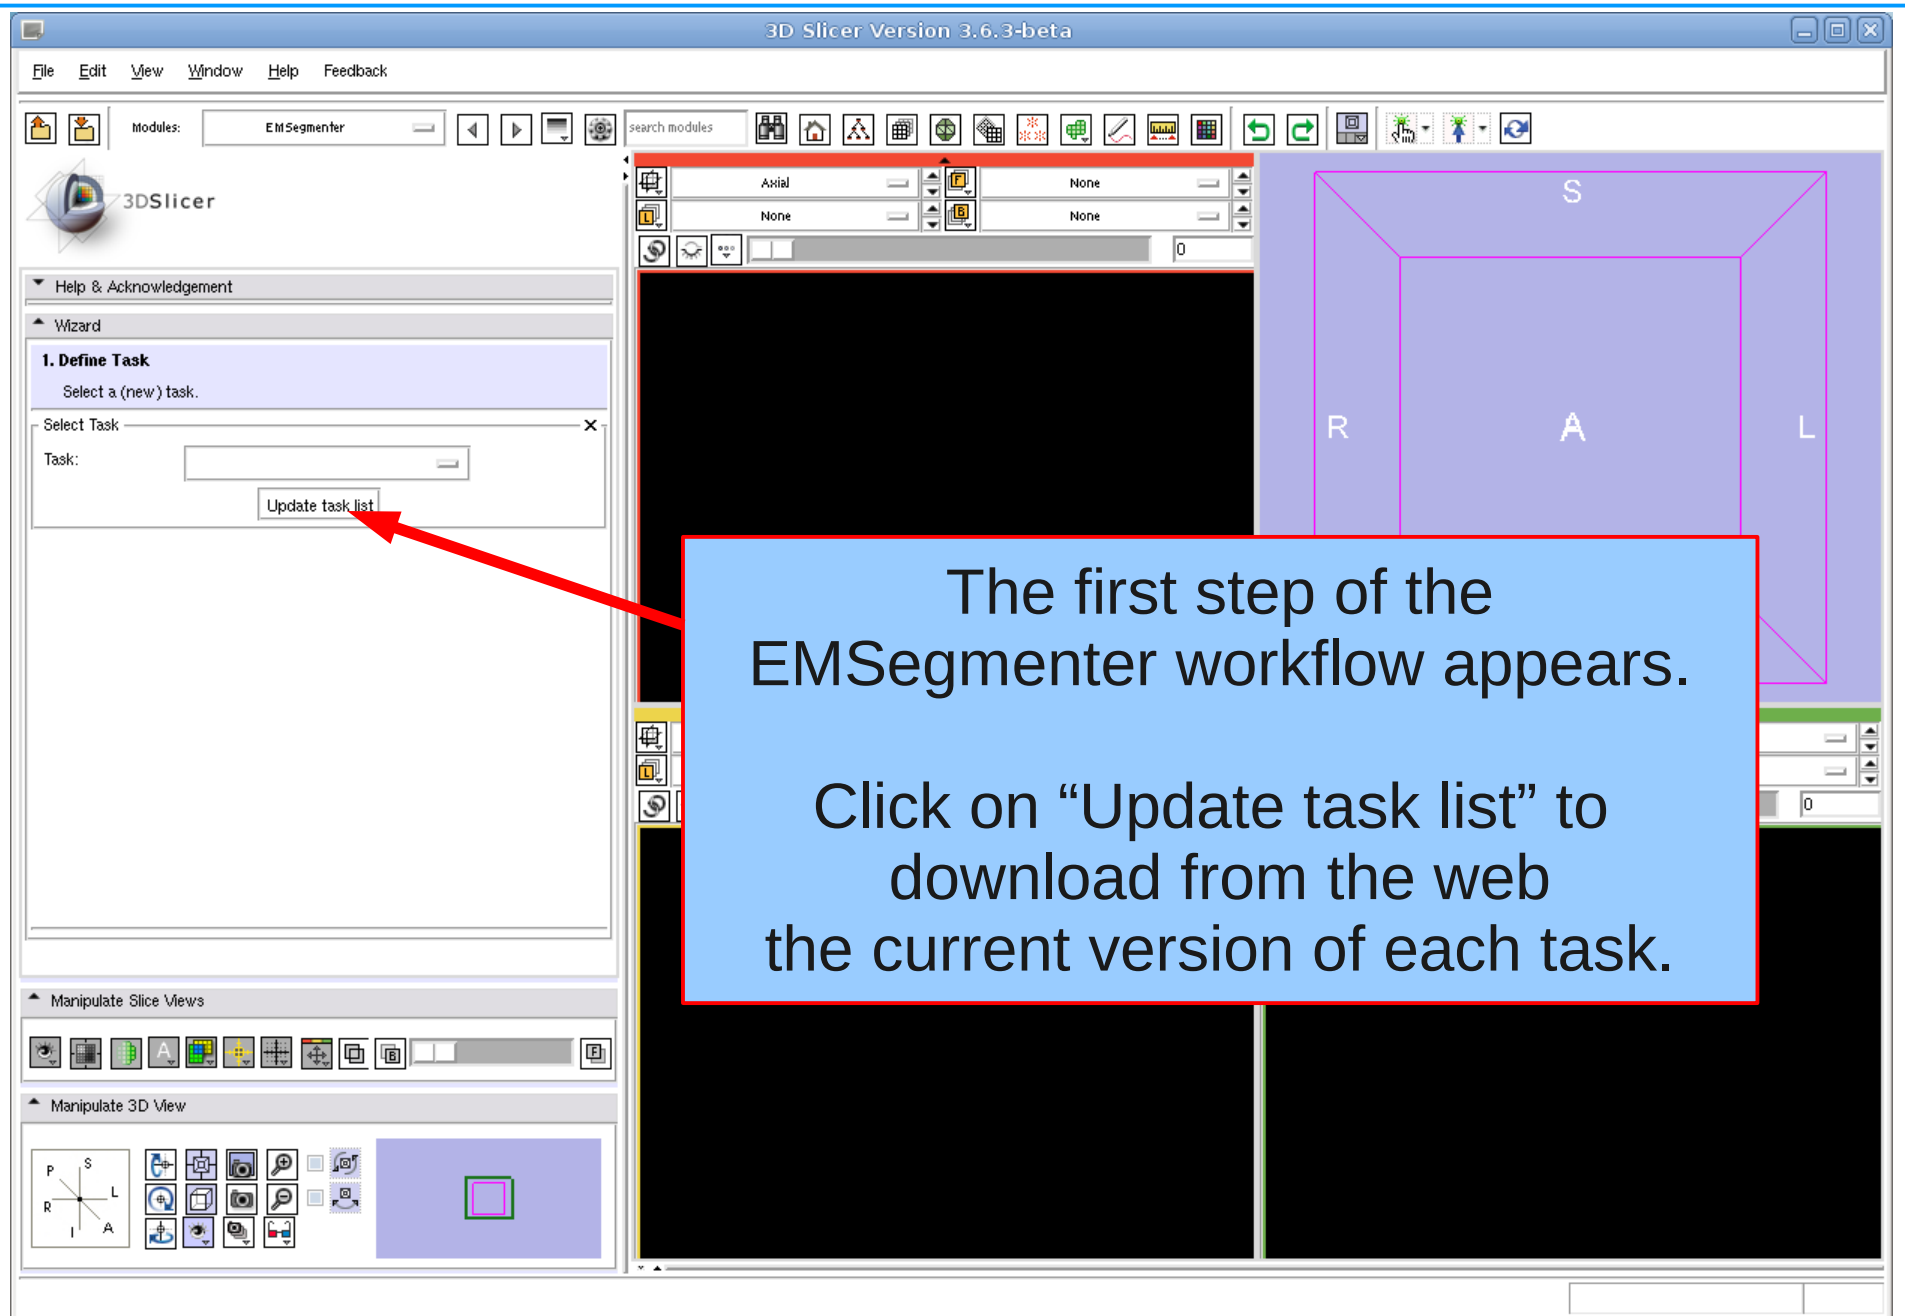 3D Slicer Version 3.6.3-beta
File Edit View Window Help Feedback
Modules: EMSegmenter search modules
3DSlicer
Axial F None
L None B None
0
Help & Acknowledgement
Wizard
1. Define Task
Select a (new) task.
Select Task
Task:
Update task list
S
R A L
The first step of the
EMSegmenter workflow appears.
Click on “Update task list” to
download from the web
the current version of each task.
L
0
Manipulate Slice Views
A B F
Manipulate 3D View
P S
R L
I A